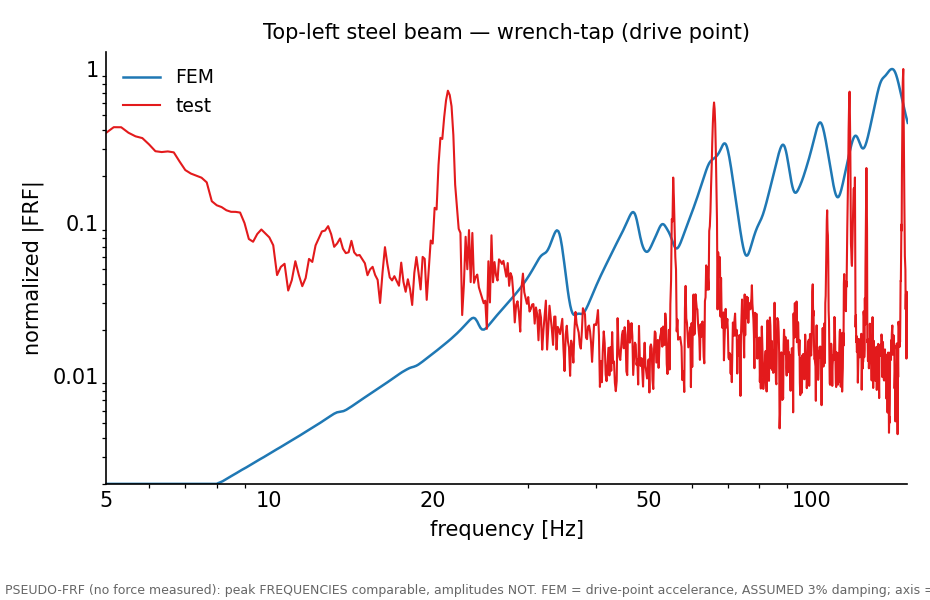 Top-left steel beam — wrench-tap (drive point)
FEM
test
normalized |FRF|
1
0.1
0.01
5 10 20 50 100
frequency [Hz]
PSEUDO-FRF (no force measured): peak FREQUENCIES comparable, amplitudes NOT. FEM = drive-point accelerance, ASSUMED 3% damping; axis =